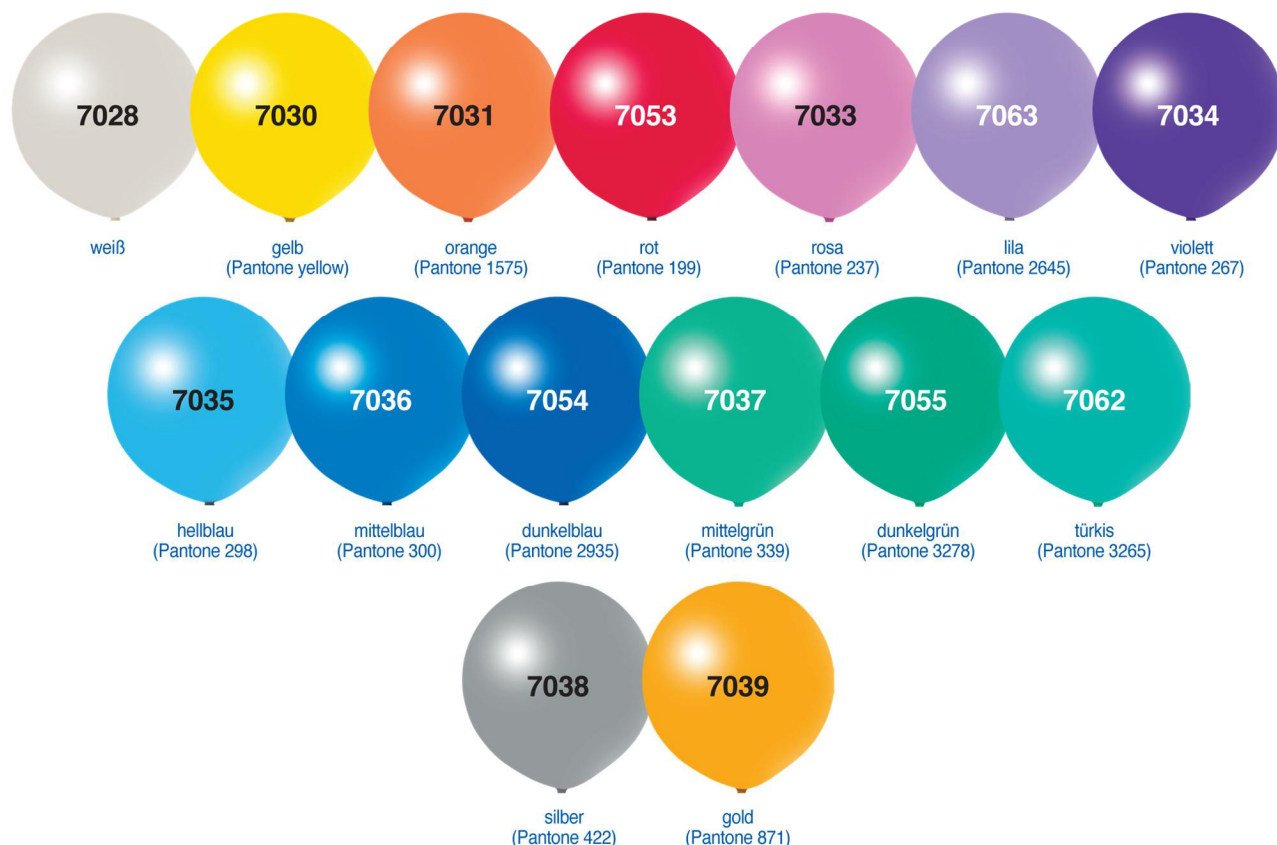 7028 7030 7031 7053 7033 7063 7034
weiß gelb orange rot rosa lila violett
(Pantone yellow) (Pantone 1575) (Pantone 199) (Pantone 237) (Pantone 2645) (Pantone 267)
7035 7036 7054 7037 7055 7062
hellblau mittelblau dunkelblau mittelgrün dunkelgrün türkis
(Pantone 298) (Pantone 300) (Pantone 2935) (Pantone 339) (Pantone 3278) (Pantone 3265)
7038 7039
silber gold
(Pantone 422) (Pantone 871)